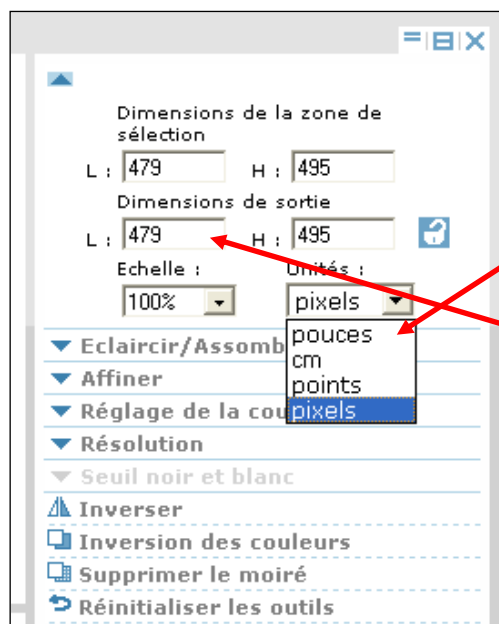 Dimensions de la zone de
sélection
L : 479 H : 495
Dimensions de sortie
L : 479 H : 495
Echelle : Unités :
100% pixels
pouces
cm
points
pixels
Eclaircir/Assomb
Affiner
Réglage de la cou
Résolution
Seuil noir et blanc
Inverser
Inversion des couleurs
Supprimer le moiré
Réinitialiser les outils